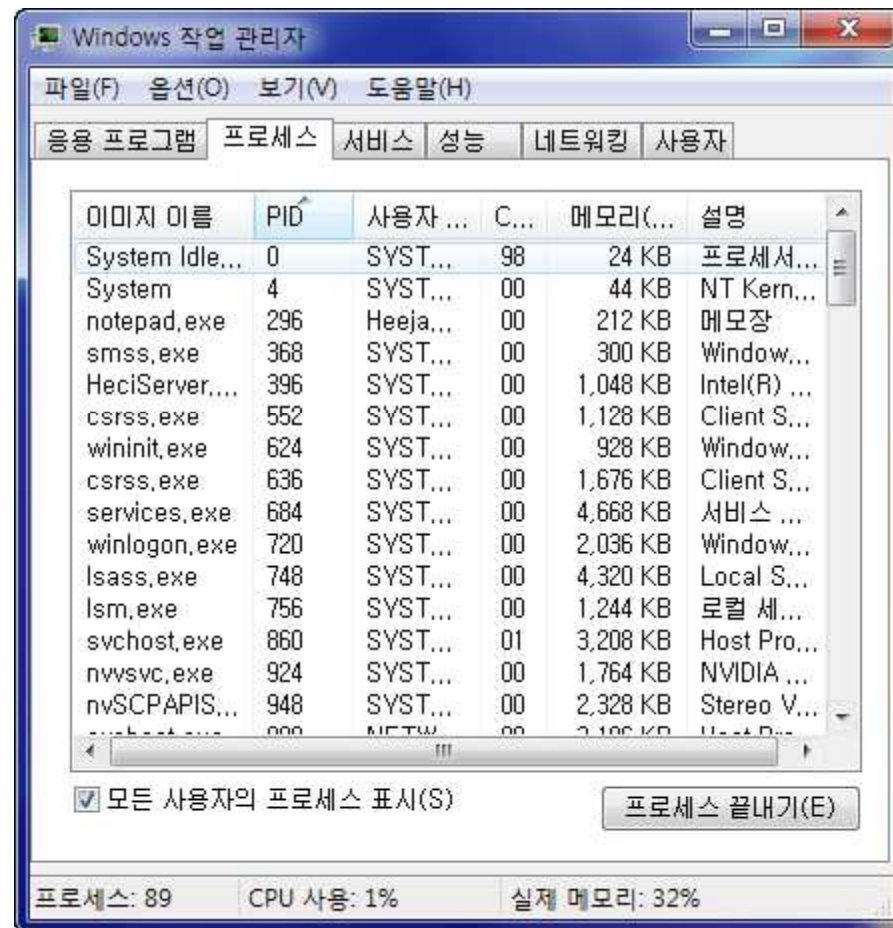 Windows 작업 관리자
파일(F) 옵션(O) 보기(V) 도움말(H)
응용 프로그램 프로세스 서비스 성능 네트워킹 사용자
이미지 이름 PID 사용자 ... C... 메모리(... 설명
System Idle... 0 SYST... 98 24 KB 프로세서...
System 4 SYST... 00 44 KB NT Kern...
notepad.exe 296 Heeja... 00 212 KB 메모장
smss.exe 368 SYST... 00 300 KB Window...
HeciServer.... 396 SYST... 00 1,048 KB Intel(R) ...
csrss.exe 552 SYST... 00 1,128 KB Client S...
wininit.exe 624 SYST... 00 928 KB Window...
csrss.exe 636 SYST... 00 1,676 KB Client S...
services.exe 684 SYST... 00 4,668 KB 서비스 ...
winlogon.exe 720 SYST... 00 2,036 KB Window...
lsass.exe 748 SYST... 00 4,320 KB Local S...
lsm.exe 756 SYST... 00 1,244 KB 로컬 세...
svchost.exe 860 SYST... 01 3,208 KB Host Pro...
nvvsvc.exe 924 SYST... 00 1,764 KB NVIDIA ...
nvSCPAPIS... 948 SYST... 00 2,328 KB Stereo V...
모든 사용자의 프로세스 표시(S)
프로세스 끝내기(E)
프로세스: 89 CPU 사용: 1% 실제 메모리: 32%